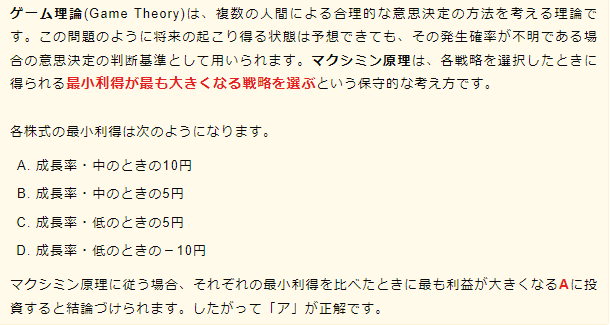 ゲーム理論(Game Theory)は、複数の人間による合理的な意思決定の方法を考える理論で
す。この問題のように将来の起こり得る状態は予想できても、その発生確率が不明である場
合の意思決定の判断基準として用いられます。マクシミン原理は、各戦略を選択したときに
得られる最小利得が最も大きくなる戦略を選ぶという保守的な考え方です。
各株式の最小利得は次のようになります。
A. 成長率・中のときの10円
B. 成長率・中のときの5円
C. 成長率・低のときの5円
D. 成長率・低のときの－10円
マクシミン原理に従う場合、それぞれの最小利得を比べたときに最も利益が大きくなるAに投
資すると結論づけられます。したがって「ア」が正解です。